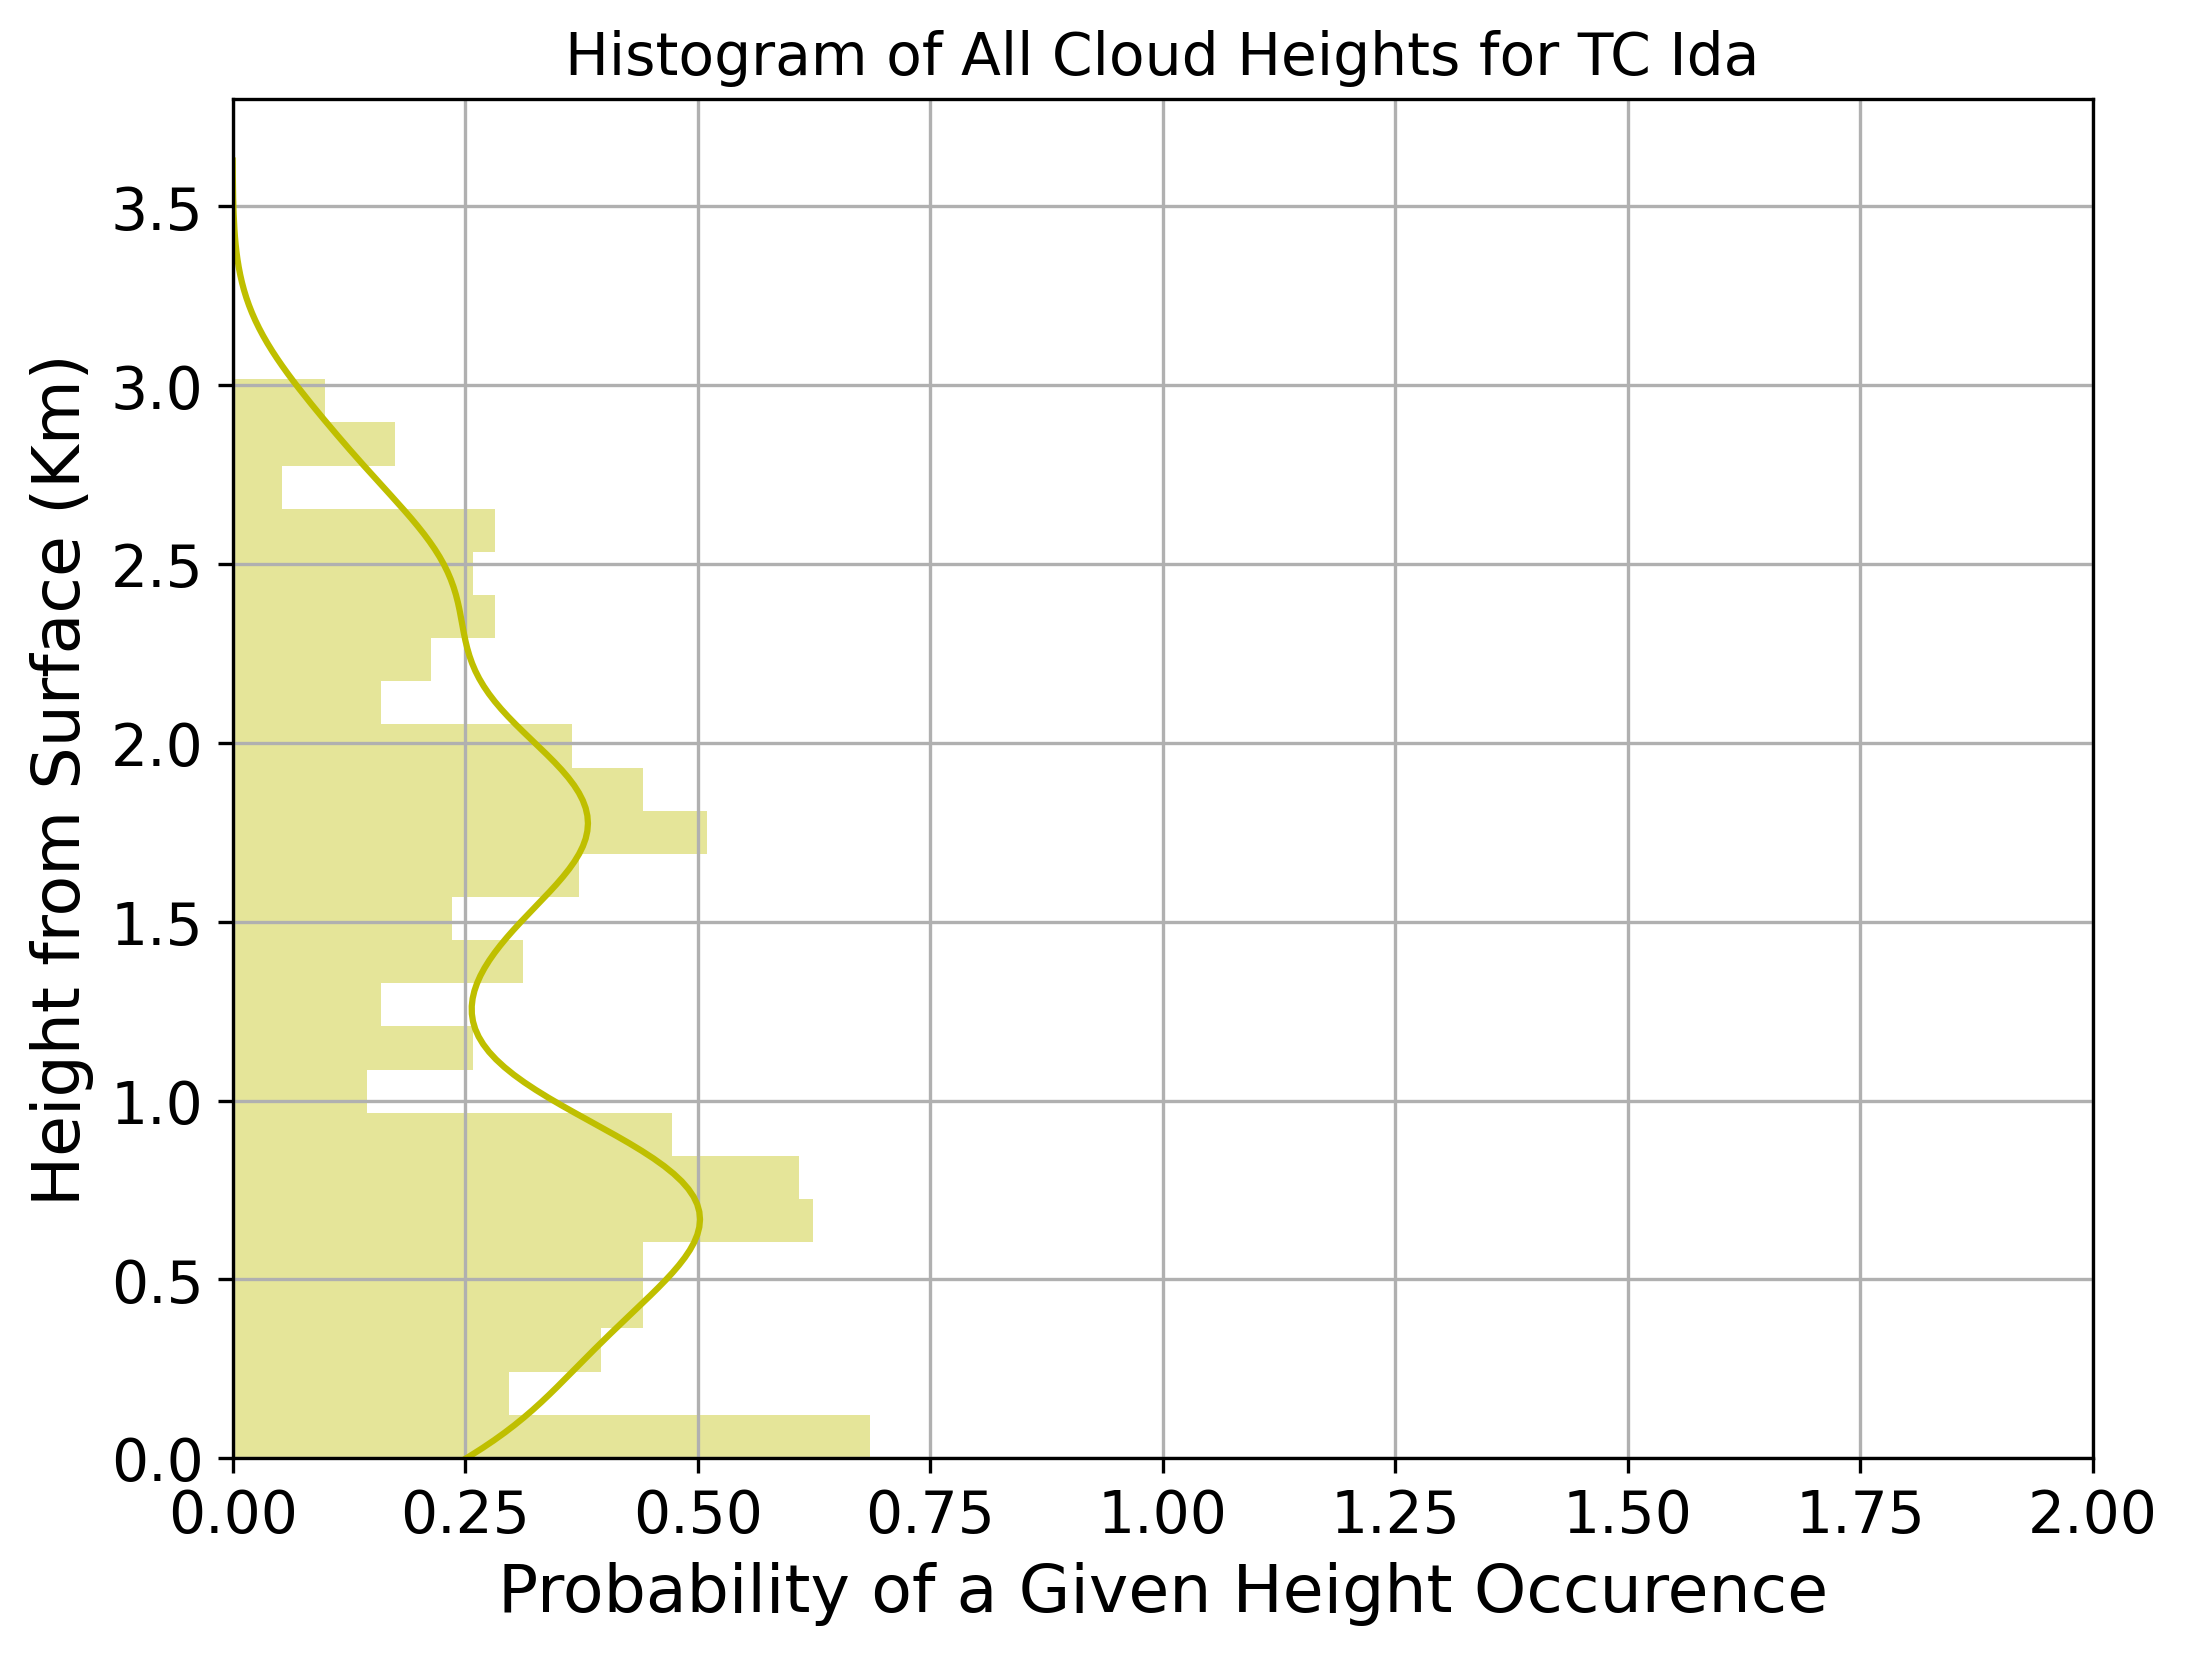 Histogram of All Cloud Heights for TC Ida
Height from Surface (Km)
3.5
3.0
2.5
2.0
1.5
1.0
0.5
0.0
0.00 0.25 0.50 0.75 1.00 1.25 1.50 1.75 2.00
Probability of a Given Height Occurence